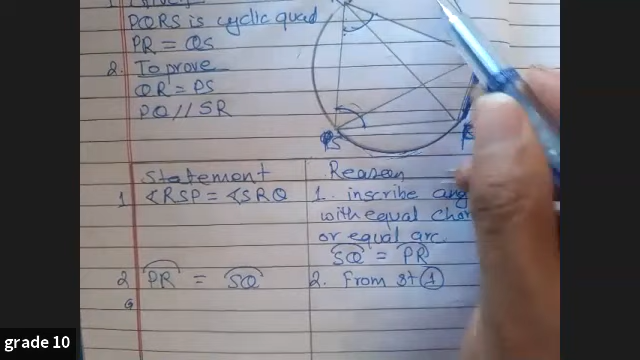 PQRS is cyclic quad
PR = QS
2. To prove
QR = PS
PQ // SR
Statement Reason
1 ∢RSP = ∢SRQ 1. inscribe
with equal
or equal arc.
SQ = PR
2 PR = SQ 2. From st 1
grade 10